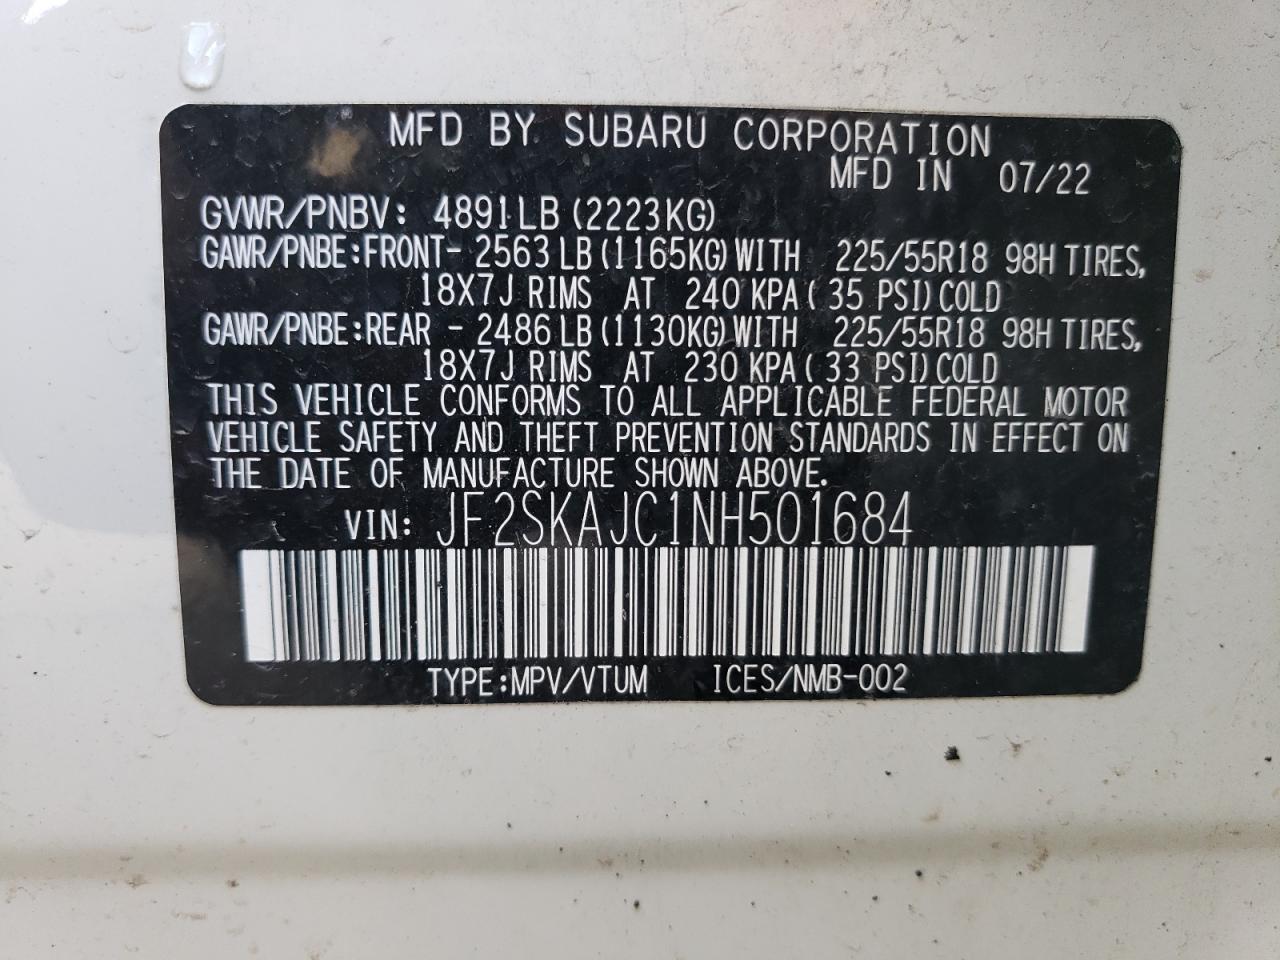 MFD BY SUBARU CORPORATION
MFD IN 07/22
GVWR/PNBV: 4891LB (2223KG)
GAWR/PNBE:FRONT- 2563LB (1165KG) WITH 225/55R18 98H TIRES,
18X7J RIMS AT 240 KPA( 35 PSI) COLD
GAWR/PNBE:REAR - 2486LB (1130KG) WITH 225/55R18 98H TIRES,
18X7J RIMS AT 230 KPA( 33 PSI) COLD
THIS VEHICLE CONFORMS TO ALL APPLICABLE FEDERAL MOTOR
VEHICLE SAFETY AND THEFT PREVENTION STANDARDS IN EFFECT ON
THE DATE OF MANUFACTURE SHOWN ABOVE.
VIN: JF2SKAJC1NH501684
TYPE:MPV/VTUM ICES/NMB-002